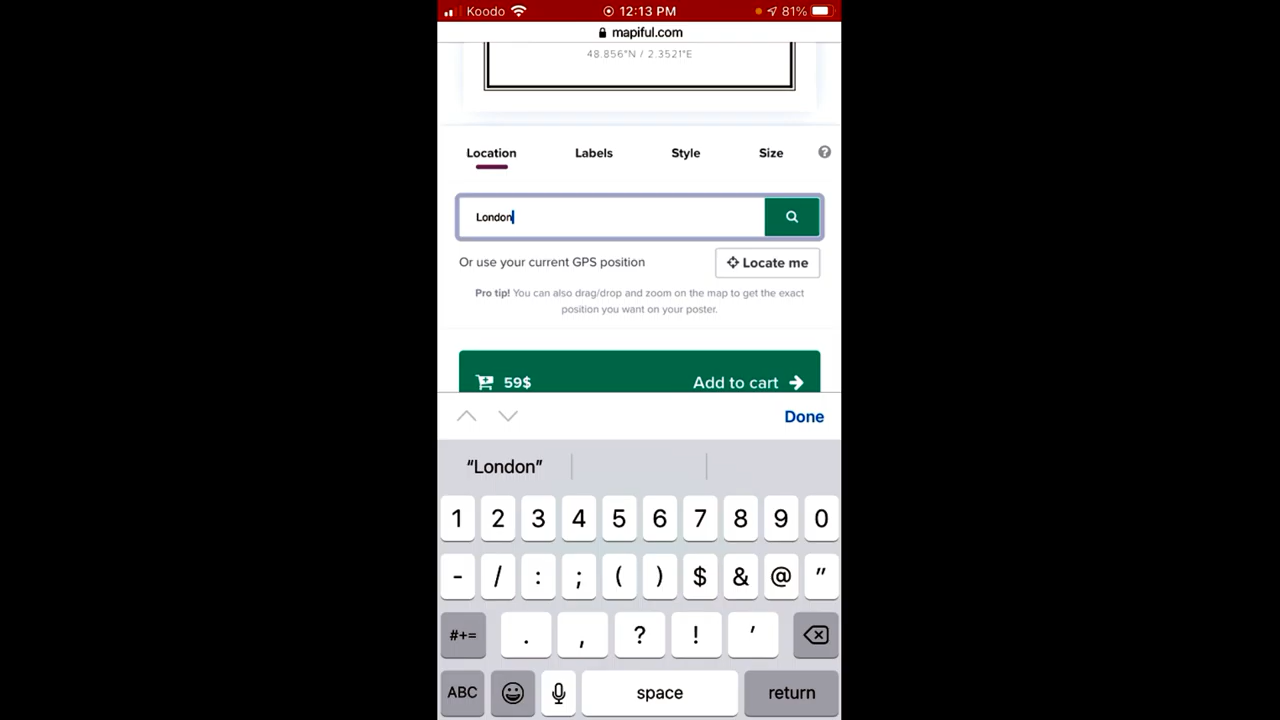 Koodo 12:13 PM 81%
mapiful.com
48.856°N / 2.3521°E
Location Labels Style Size ?
London
Or use your current GPS position Locate me
Pro tip! You can also drag/drop and zoom on the map to get the exact
position you want on your poster.
59$ Add to cart
Done
“London”
1 2 3 4 5 6 7 8 9 0
- / : ; ( ) $ & @ ”
#+= . , ? ! ’
ABC space return